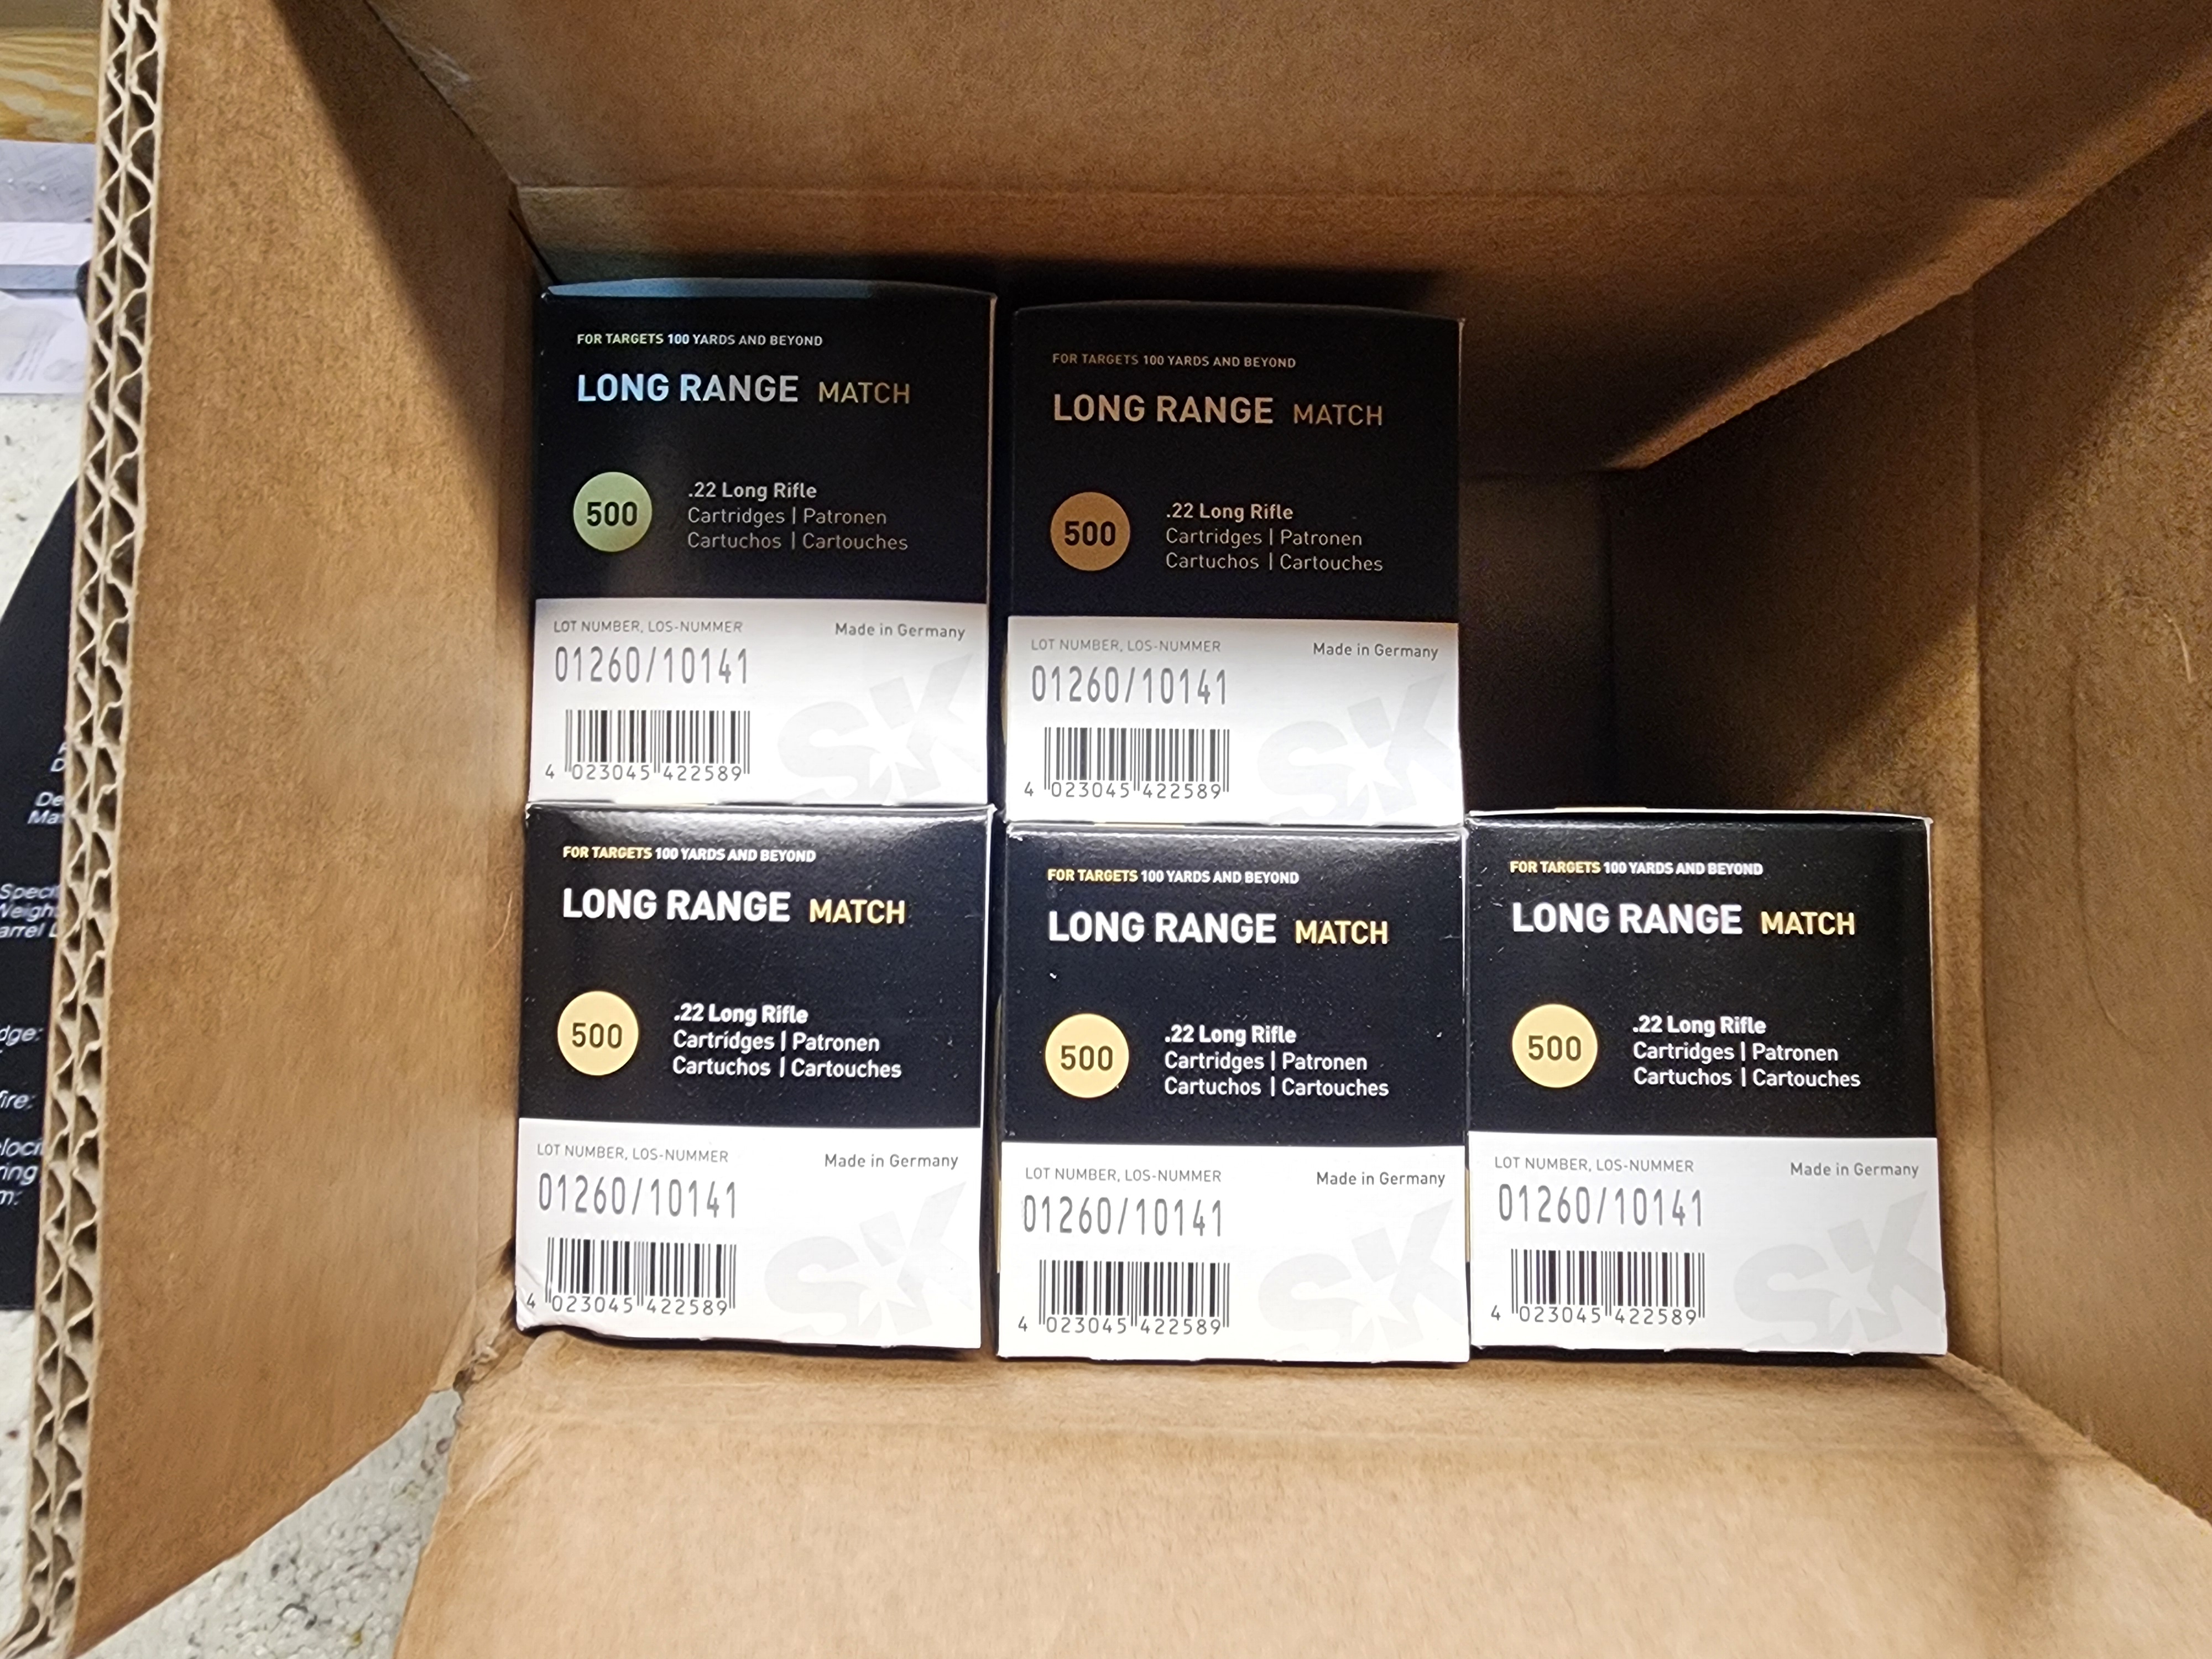 FOR TARGETS 100 YARDS AND BEYOND
LONG RANGE MATCH
500
.22 Long Rifle
Cartridges | Patronen
Cartuchos | Cartouches
LOT NUMBER, LOS-NUMMER
Made in Germany
01260/10141
4 023045 422589
SK
FOR TARGETS 100 YARDS AND BEYOND
LONG RANGE MATCH
500
.22 Long Rifle
Cartridges | Patronen
Cartuchos | Cartouches
LOT NUMBER, LOS-NUMMER
Made in Germany
01260/10141
4 023045 422589
SK
FOR TARGETS 100 YARDS AND BEYOND
LONG RANGE MATCH
500
.22 Long Rifle
Cartridges | Patronen
Cartuchos | Cartouches
LOT NUMBER, LOS-NUMMER
Made in Germany
01260/10141
4 023045 422589
SK
FOR TARGETS 100 YARDS AND BEYOND
LONG RANGE MATCH
500
.22 Long Rifle
Cartridges | Patronen
Cartuchos | Cartouches
LOT NUMBER, LOS-NUMMER
Made in Germany
01260/10141
4 023045 422589
SK
FOR TARGETS 100 YARDS AND BEYOND
LONG RANGE MATCH
500
.22 Long Rifle
Cartridges | Patronen
Cartuchos | Cartouches
LOT NUMBER, LOS-NUMMER
Made in Germany
01260/10141
4 023045 422589
SK